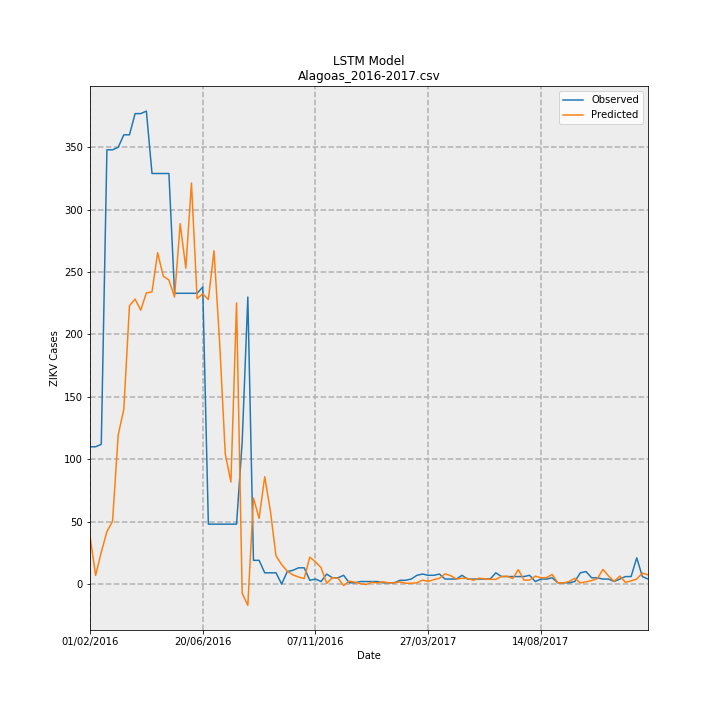 LSTM Model
Alagoas_2016-2017.csv
Observed
Predicted
350
300
250
200
150
100
50
0
ZIKV Cases
01/02/2016
20/06/2016
07/11/2016
27/03/2017
14/08/2017
Date